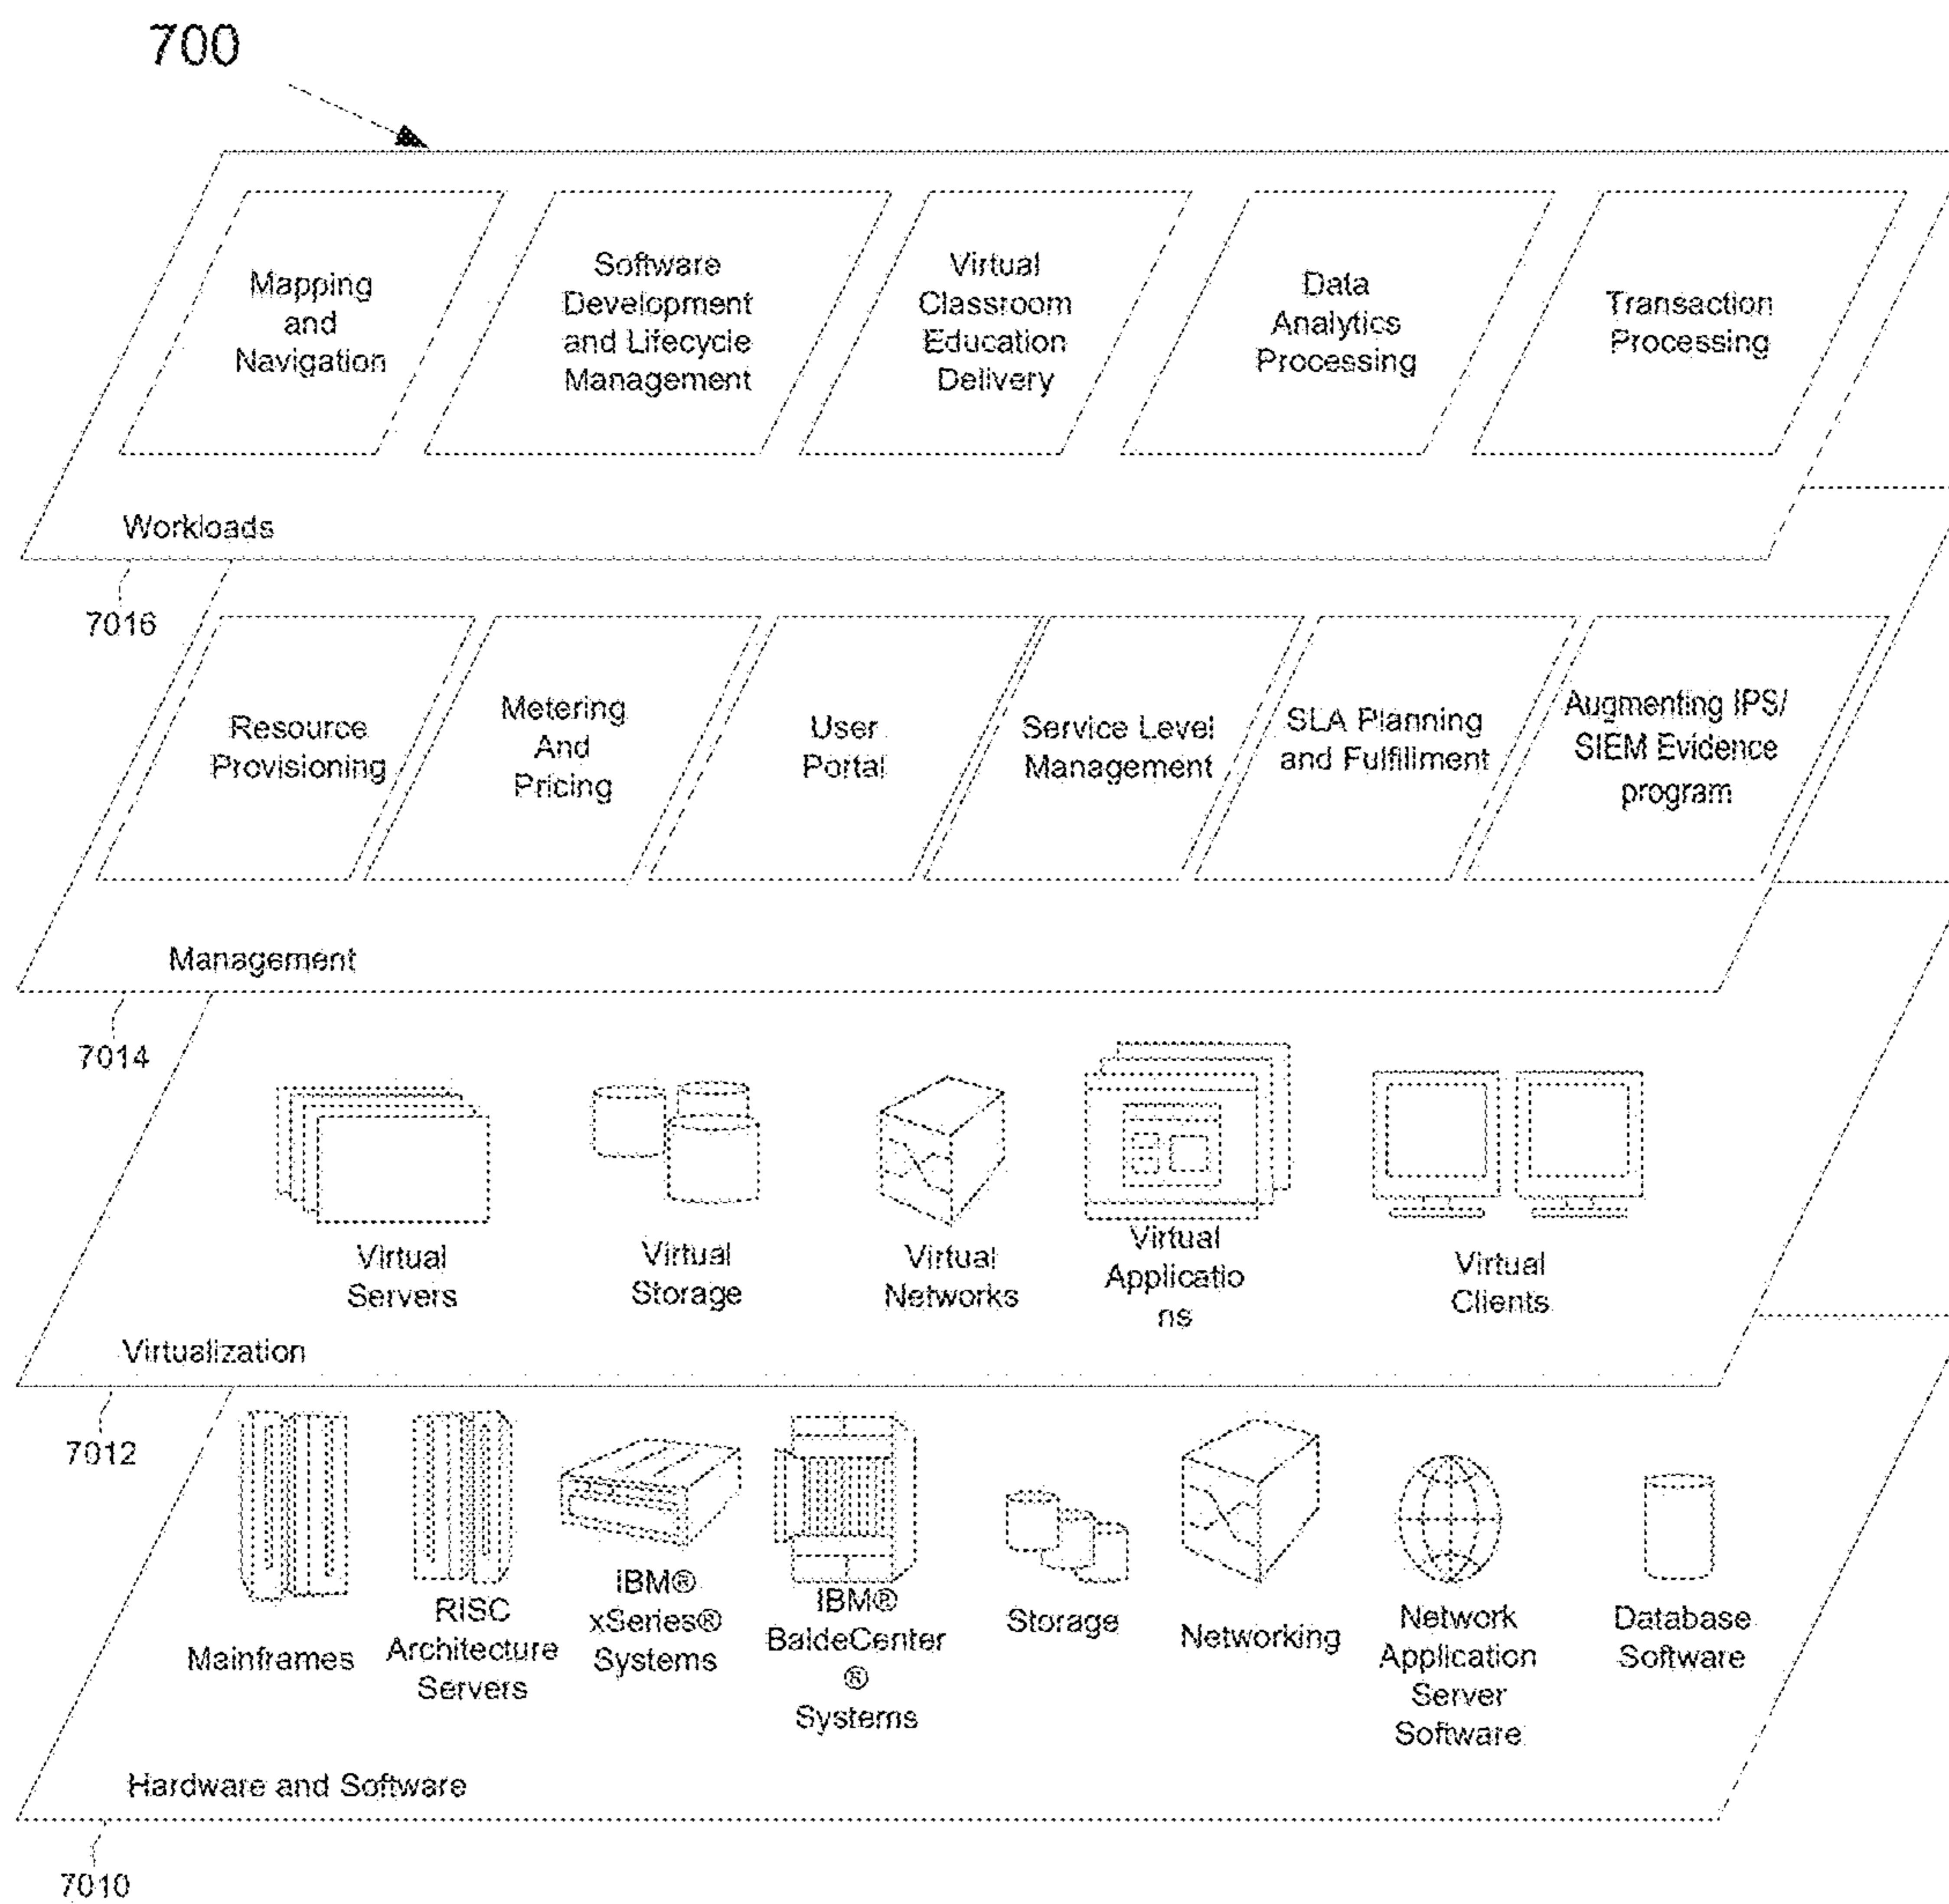 700
Mapping
and
Navigation
Software
Development
and Lifecycle
Management
Virtual
Classroom
Education
Delivery
Data
Analytics
Processing
Transaction
Processing
Workloads
7016
Resource
Provisioning
Metering
And
Pricing
User
Portal
Service Level
Management
SLA Planning
and Fulfillment
Augmenting IPS/
SIEM Evidence
program
Management
7014
Virtual
Servers
Virtual
Storage
Virtual
Networks
Virtual
Applicatio
ns
Virtual
Clients
Virtualization
7012
Mainframes
RISC
Architecture
Servers
IBM®
xSeries®
Systems
IBM®
BaldeCenter
®
Systems
Storage
Networking
Network
Application
Server
Software
Database
Software
Hardware and Software
7010